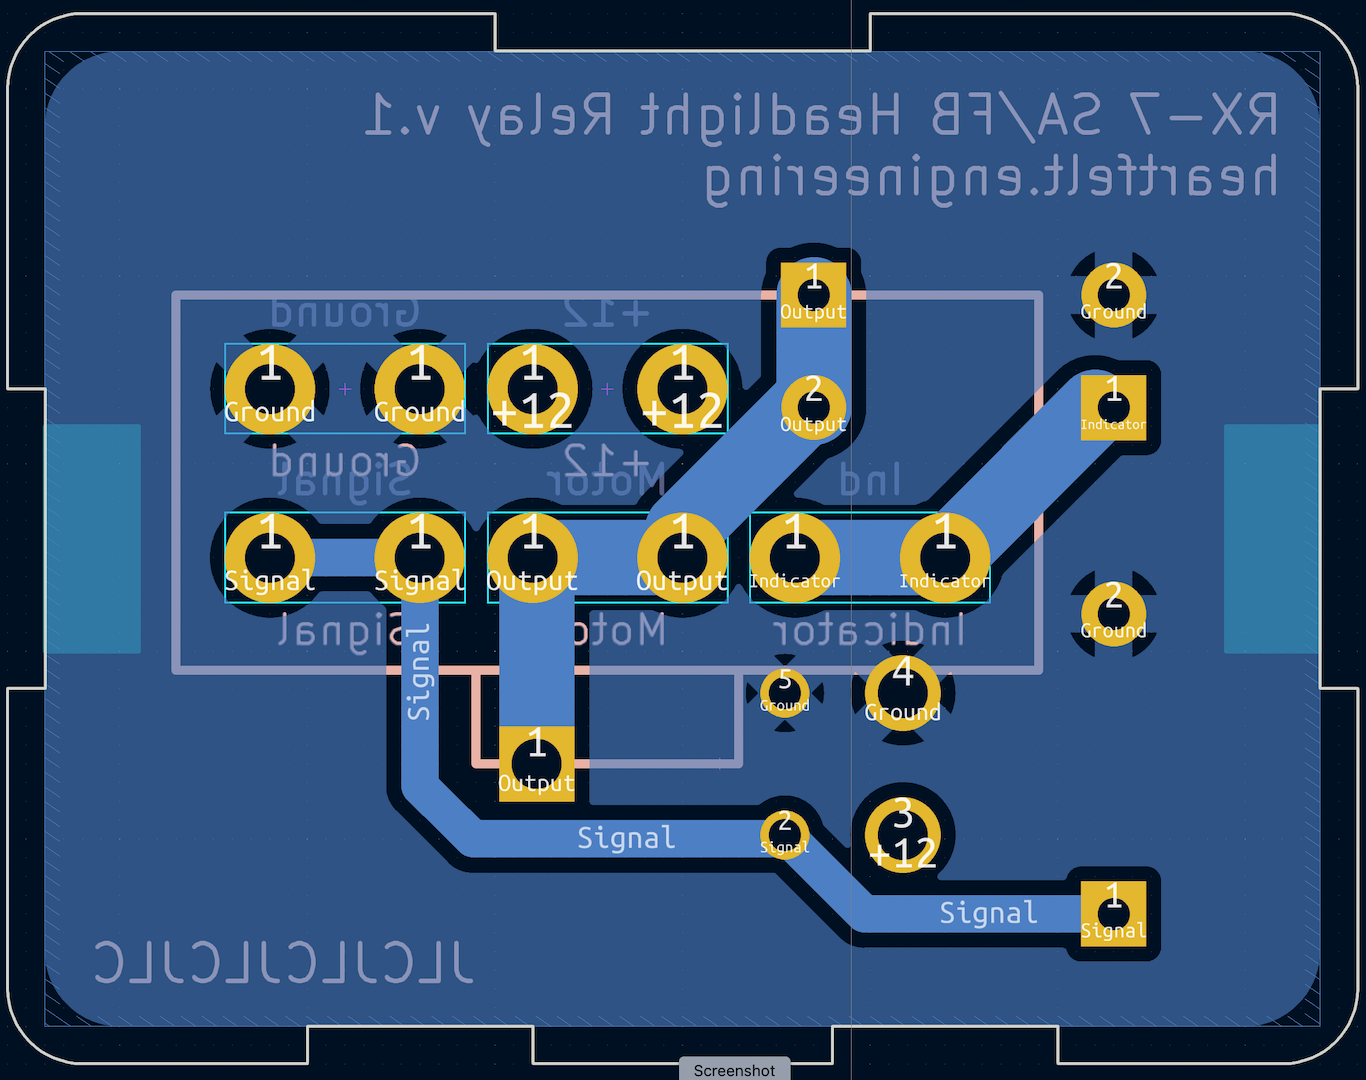 RX-7 SA/FB Headlight Relay v.1
heartfelt.engineering
1
Output
2
Ground
Ground
+12
1
Ground
1
Ground
1
+12
1
+12
2
Output
1
Indicator
Ground
+12
Signal
Motor
Ind
1
Signal
1
Signal
1
Output
1
Output
1
Indicator
1
Indicator
2
Ground
Signal
Motor
Indicator
Signal
5
Ground
4
Ground
1
Output
Signal
2
Signal
3
+12
Signal
1
Signal
JLCJLCJLCJLC
Screenshot